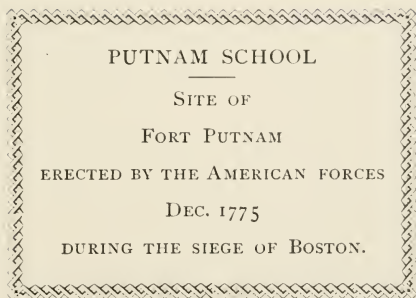 PUTNAM SCHOOL
SITE OF
FORT PUTNAM
ERECTED BY THE AMERICAN FORCES
DEC. 1775
DURING THE SIEGE OF BOSTON.